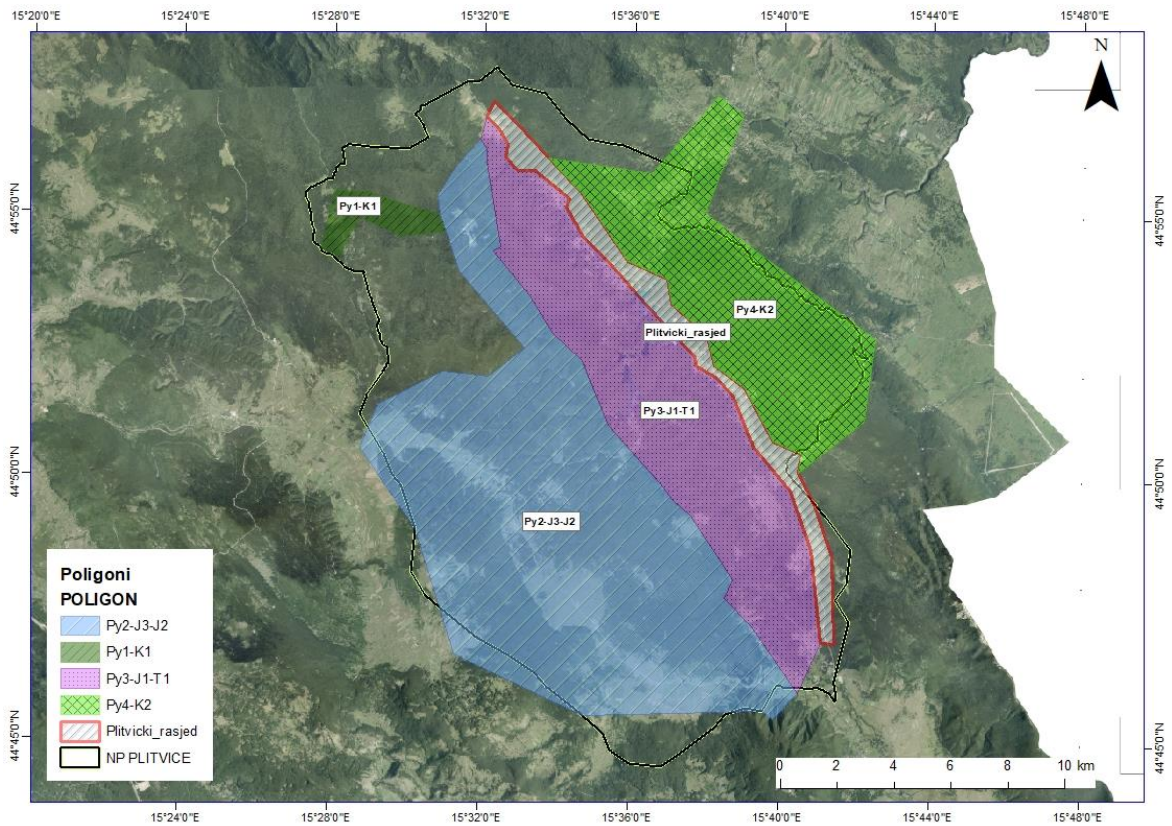 15°20'0"E 15°24'0"E 15°28'0"E 15°32'0"E 15°36'0"E 15°40'0"E 15°44'0"E 15°48'0"E
N
44°55'0"N
44°55'0"N
Py1-K1
Py4-K2
Plitvicki_rasjed
Py3-J1-T1
44°50'0"N
44°50'0"N
Py2-J3-J2
Poligoni
POLIGON
Py2-J3-J2
Py1-K1
Py3-J1-T1
Py4-K2
Plitvicki_rasjed
NP PLITVICE
44°45'0"N
44°45'0"N
0 2 4 6 8 10 km
15°24'0"E 15°28'0"E 15°32'0"E 15°36'0"E 15°40'0"E 15°44'0"E 15°48'0"E